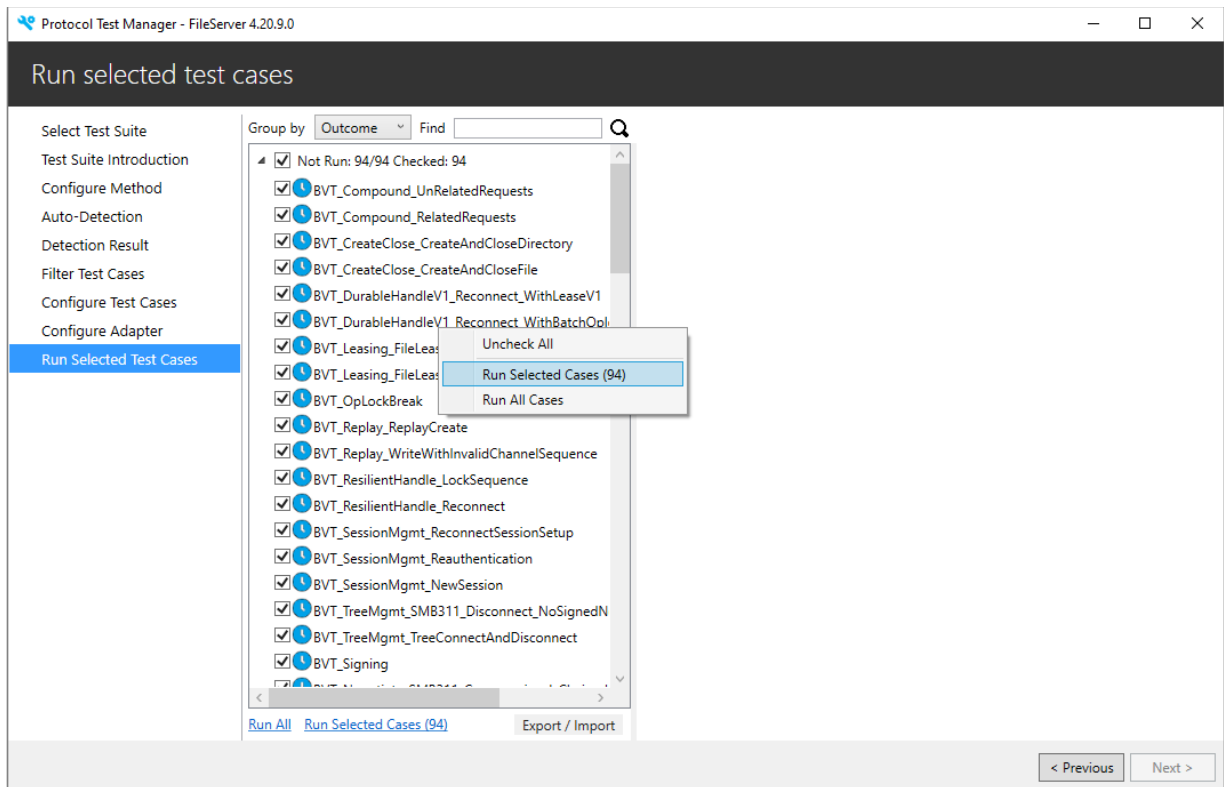 Protocol Test Manager - FileServer 4.20.9.0
Run selected test cases
Select Test Suite
Test Suite Introduction
Configure Method
Auto-Detection
Detection Result
Filter Test Cases
Configure Test Cases
Configure Adapter
Run Selected Test Cases
Group by Outcome Find
Not Run: 94/94 Checked: 94
BVT_Compound_UnRelatedRequests
BVT_Compound_RelatedRequests
BVT_CreateClose_CreateAndCloseDirectory
BVT_CreateClose_CreateAndCloseFile
BVT_DurableHandleV1_Reconnect_WithLeaseV1
BVT_DurableHandleV1_Reconnect_WithBatchOpl
BVT_Leasing_FileLeas
BVT_Leasing_FileLeas
BVT_OpLockBreak
Uncheck All
Run Selected Cases (94)
Run All Cases
BVT_Replay_ReplayCreate
BVT_Replay_WriteWithInvalidChannelSequence
BVT_ResilientHandle_LockSequence
BVT_ResilientHandle_Reconnect
BVT_SessionMgmt_ReconnectSessionSetup
BVT_SessionMgmt_Reauthentication
BVT_SessionMgmt_NewSession
BVT_TreeMgmt_SMB311_Disconnect_NoSignedN
BVT_TreeMgmt_TreeConnectAndDisconnect
BVT_Signing
Run All Run Selected Cases (94) Export / Import
< Previous Next >